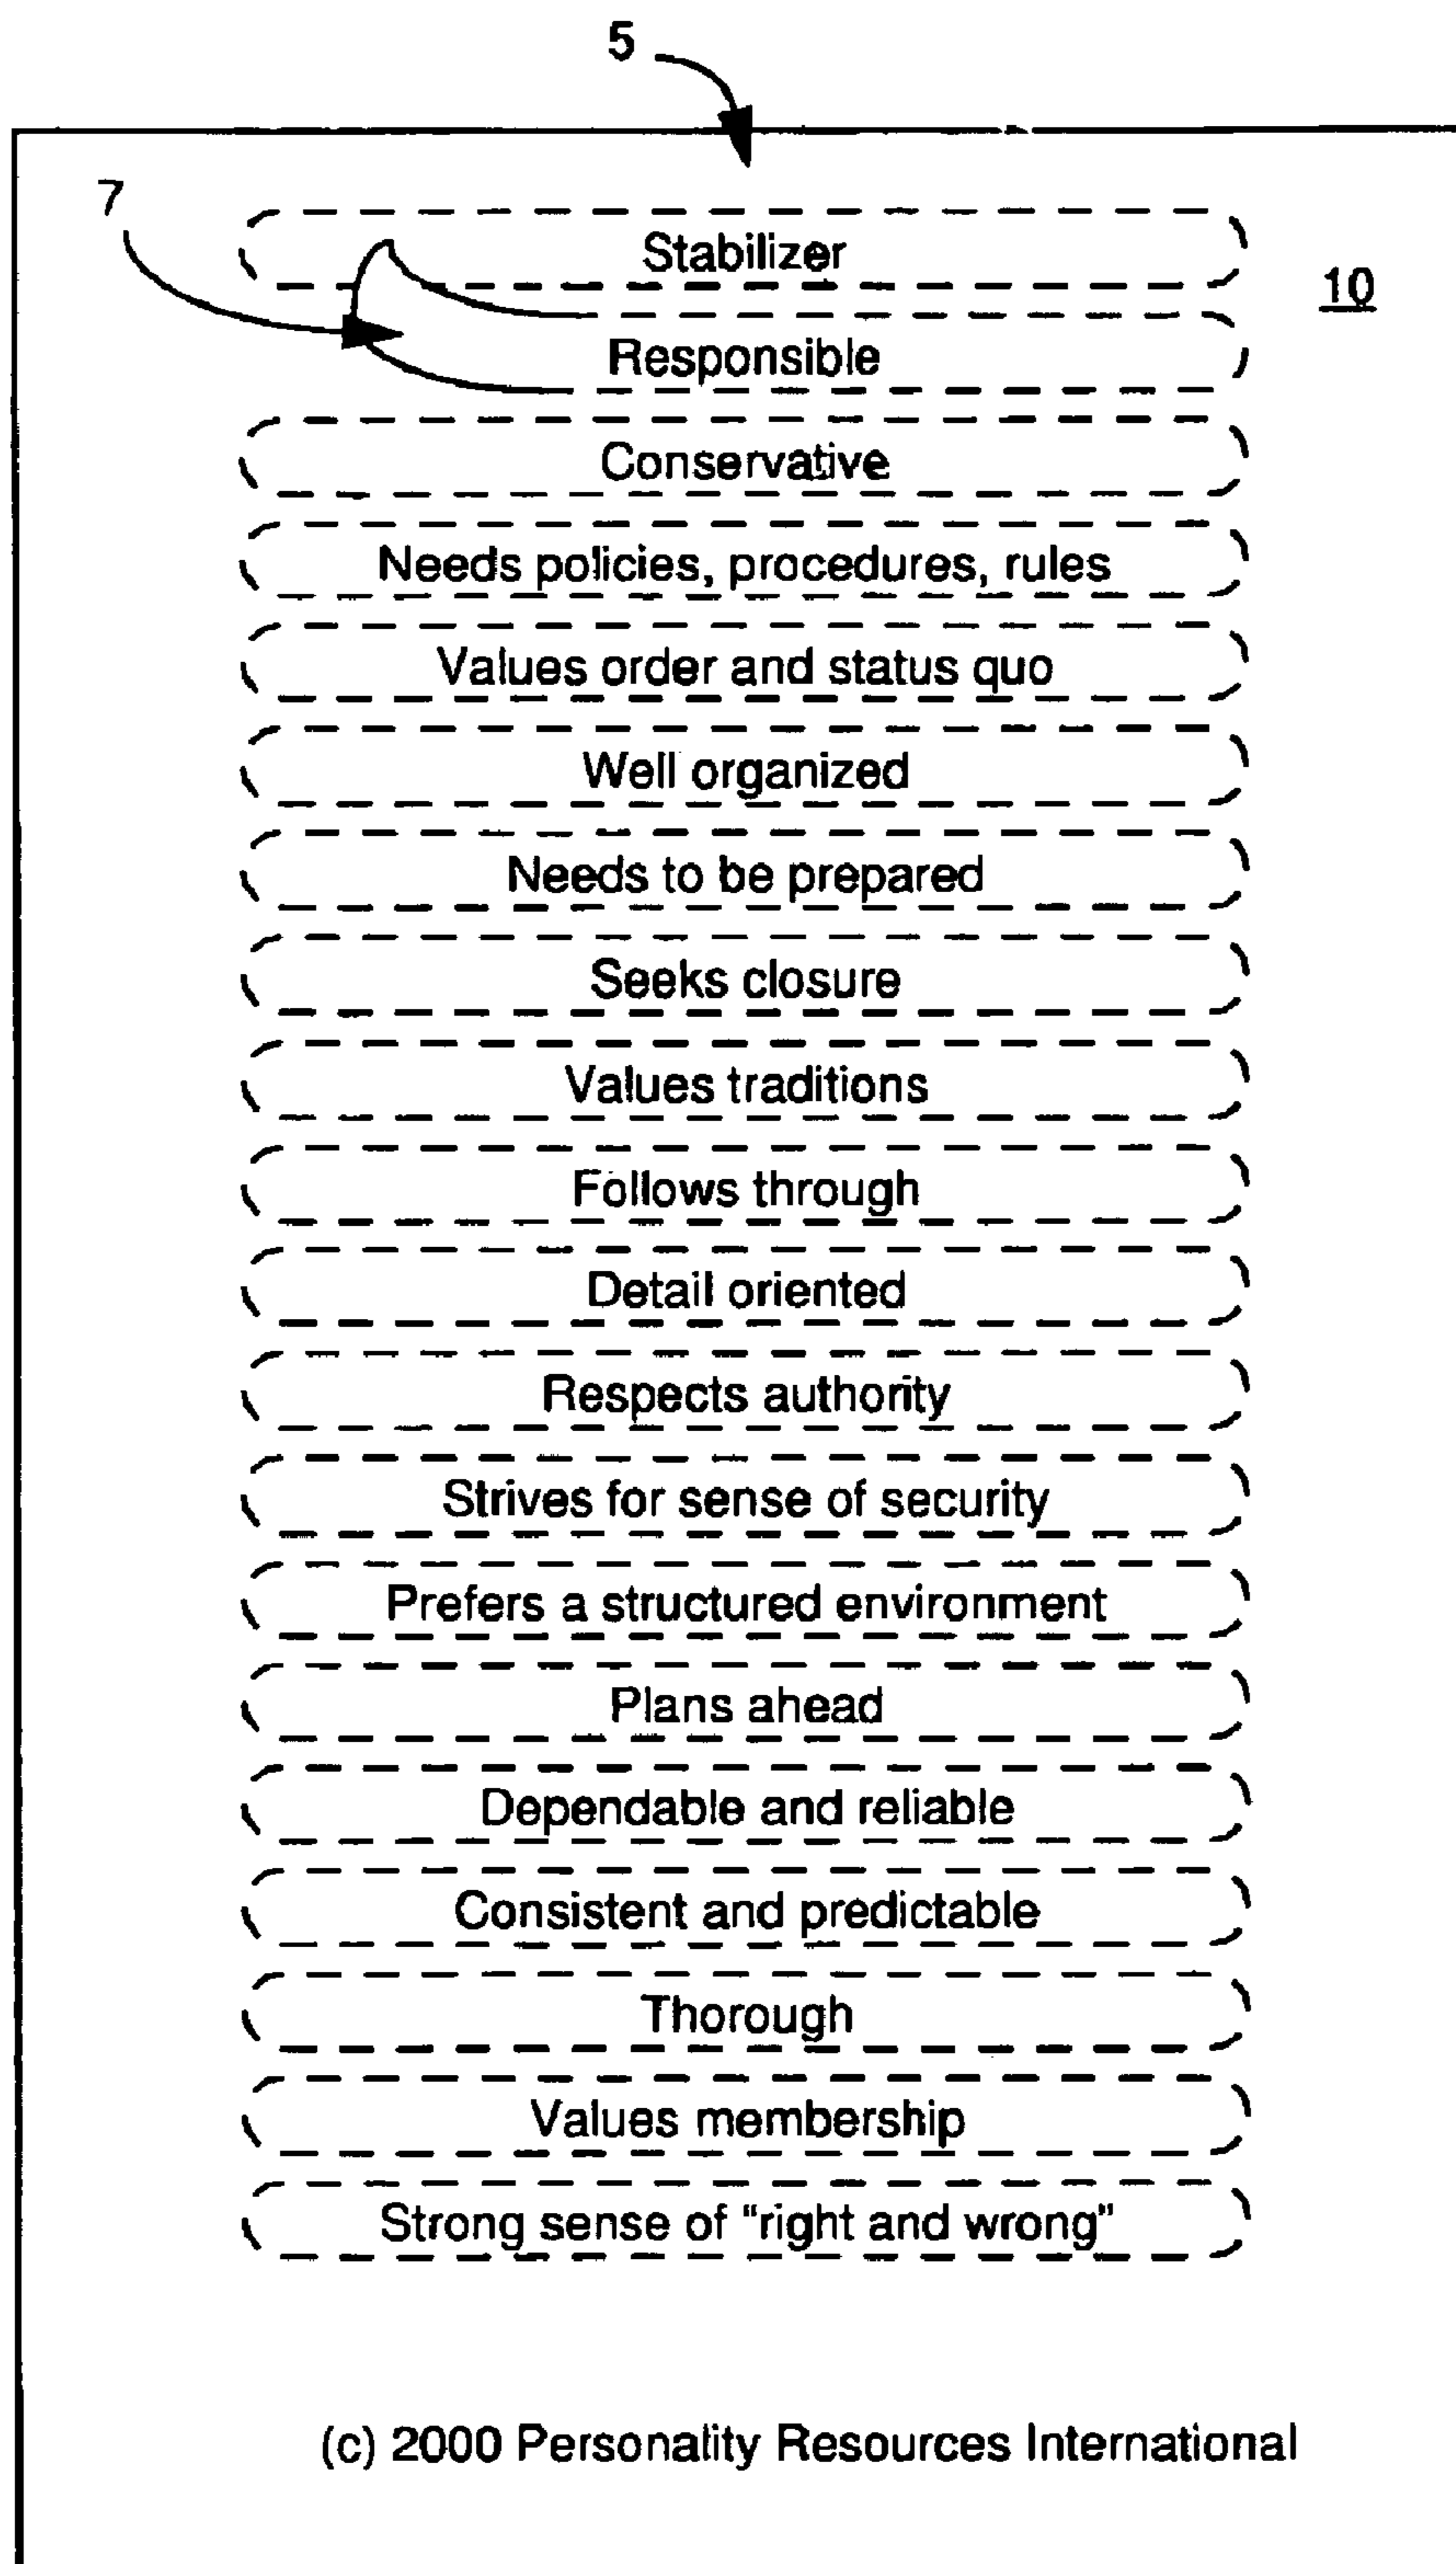 5
7
Stabilizer
10
Responsible
Conservative
Needs policies, procedures, rules
Values order and status quo
Well organized
Needs to be prepared
Seeks closure
Values traditions
Follows through
Detail oriented
Respects authority
Strives for sense of security
Prefers a structured environment
Plans ahead
Dependable and reliable
Consistent and predictable
Thorough
Values membership
Strong sense of "right and wrong"
(c) 2000 Personality Resources International